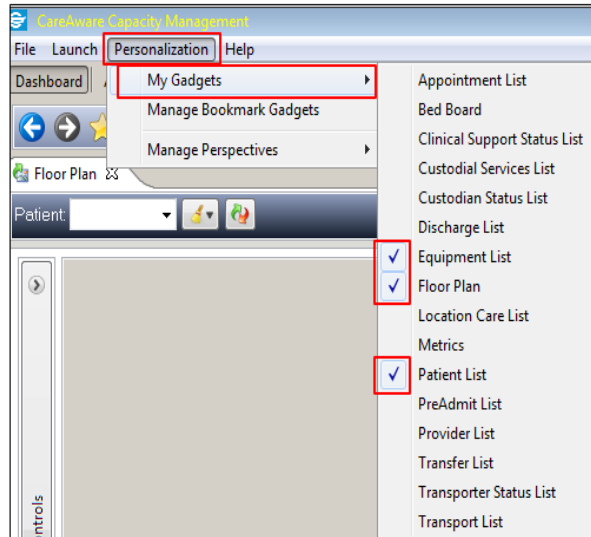 CareAware Capacity Management
File Launch Personalization Help
Dashboard
My Gadgets
Manage Bookmark Gadgets
Manage Perspectives
Floor Plan
Patient:
Appointment List
Bed Board
Clinical Support Status List
Custodial Services List
Custodian Status List
Discharge List
Equipment List
Floor Plan
Location Care List
Metrics
Patient List
PreAdmit List
Provider List
Transfer List
Transporter Status List
Transport List
ntrols